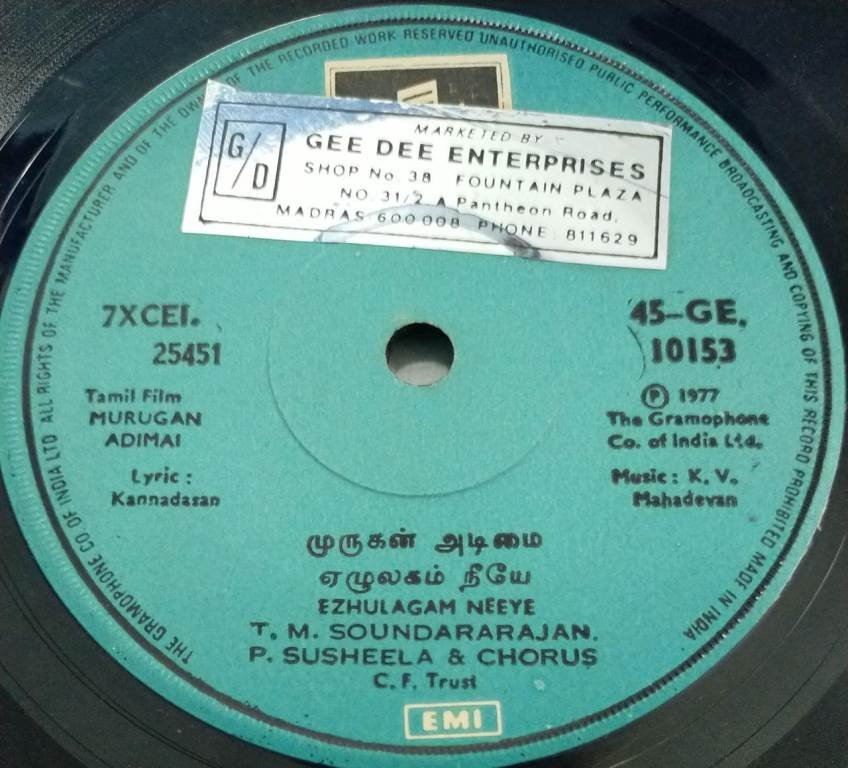 THE GRAMOPHONE CO. OF INDIA LTD ALL RIGHTS OF THE MANUFACTURER AND OF THE OWNER OF THE RECORDED WORK RESERVED UNAUTHORISED PUBLIC PERFORMANCE BROADCASTING AND COPYING OF THIS RECORD PROHIBITED MADE IN INDIA
G/D
MARKETED BY
GEE DEE ENTERPRISES
SHOP No. 38 FOUNTAIN PLAZA
NO. 31/2 A Pantheon Road,
MADRAS 600 008 PHONE: 811629
7XCEI.
25451
45-GE.
10153
Tamil Film
MURUGAN
ADIMAI
Lyric :
Kannadasan
℗ 1977
The Gramophone
Co. of India Ltd.
Music : K. V.
Mahadevan
முருகன் அடிமை
ஏழுலகம் நீயே
EZHULAGAM NEEYE
T. M. SOUNDARARAJAN.
P. SUSHEELA & CHORUS
C. F. Trust
EMI